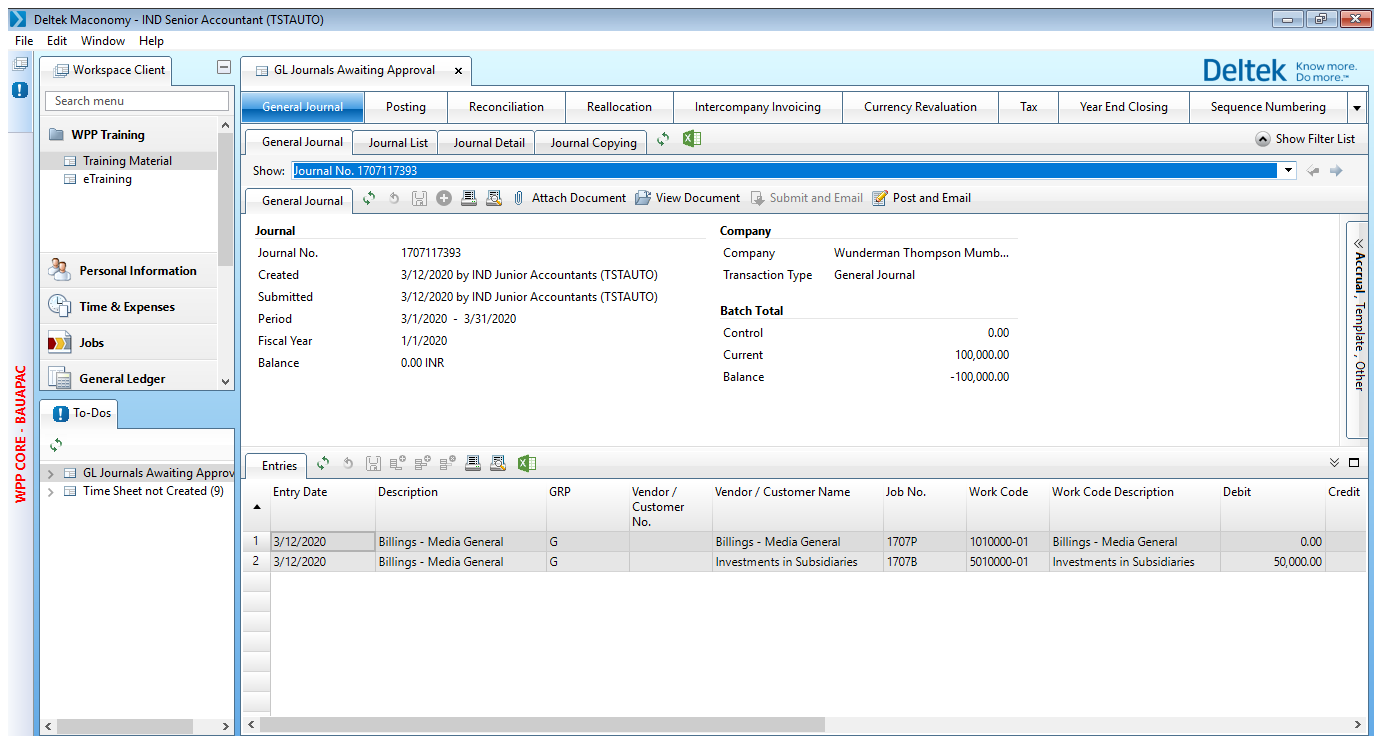 Deltek Maconomy - IND Senior Accountant (TSTAUTO)
File Edit Window Help
Workspace Client
Search menu
WPP Training
Training Material
eTraining
Personal Information
Time & Expenses
Jobs
General Ledger
WPP CORE - BAUAPAC
To-Dos
GL Journals Awaiting Approv
Time Sheet not Created (9)
GL Journals Awaiting Approval
Deltek Know more. Do more.™
General Journal Posting Reconciliation Reallocation Intercompany Invoicing Currency Revaluation Tax Year End Closing Sequence Numbering
General Journal Journal List Journal Detail Journal Copying Show Filter List
Show: Journal No. 1707117393
General Journal Attach Document View Document Submit and Email Post and Email
Journal
Journal No. 1707117393
Created 3/12/2020 by IND Junior Accountants (TSTAUTO)
Submitted 3/12/2020 by IND Junior Accountants (TSTAUTO)
Period 3/1/2020 - 3/31/2020
Fiscal Year 1/1/2020
Balance 0.00 INR
Company
Company Wunderman Thompson Mumb...
Transaction Type General Journal
Batch Total
Control 0.00
Current 100,000.00
Balance -100,000.00
Accrual , Template , Other
Entries
Entry Date Description GRP Vendor / Customer No. Vendor / Customer Name Job No. Work Code Work Code Description Debit Credit
1 3/12/2020 Billings - Media General G Billings - Media General 1707P 1010000-01 Billings - Media General 0.00
2 3/12/2020 Billings - Media General G Investments in Subsidiaries 1707B 5010000-01 Investments in Subsidiaries 50,000.00